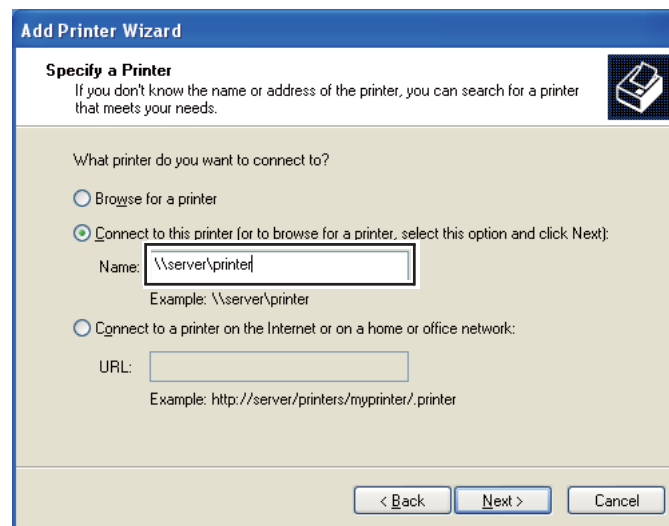 Add Printer Wizard
Specify a Printer
If you don't know the name or address of the printer, you can search for a printer
that meets your needs.
What printer do you want to connect to?
Browse for a printer
Connect to this printer (or to browse for a printer, select this option and click Next):
Name: \\server\printer
Example: \\server\printer
Connect to a printer on the Internet or on a home or office network:
URL:
Example: http://server/printers/myprinter/.printer
< Back Next > Cancel